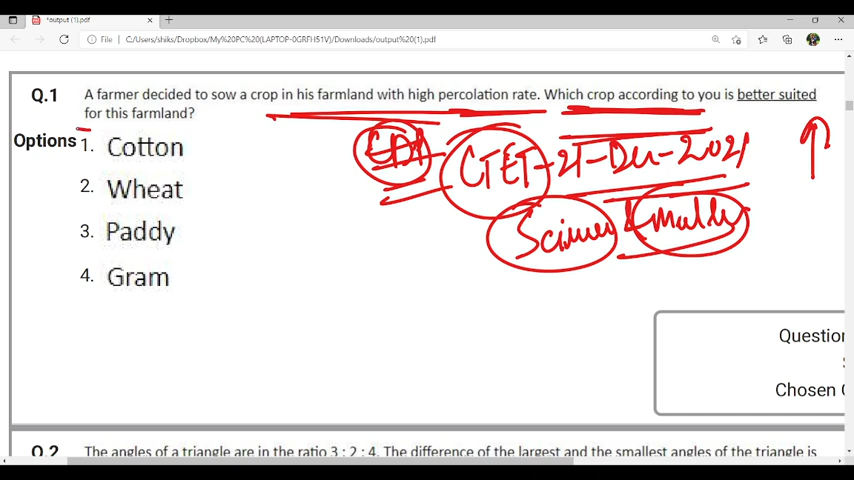 *output (1).pdf
File | C:/Users/shiks/Dropbox/My%20PC%20(LAPTOP-0GRFH51V)/Downloads/output%20(1).pdf
Q.1 A farmer decided to sow a crop in his farmland with high percolation rate. Which crop according to you is better suited
for this farmland?
Options 1. Cotton
2. Wheat
3. Paddy
4. Gram
CTET-21-Dec-2021
Science & Maths
Question
Chosen
Q.2 The angles of a triangle are in the ratio 3 : 2 : 4. The difference of the largest and the smallest angles of the triangle is